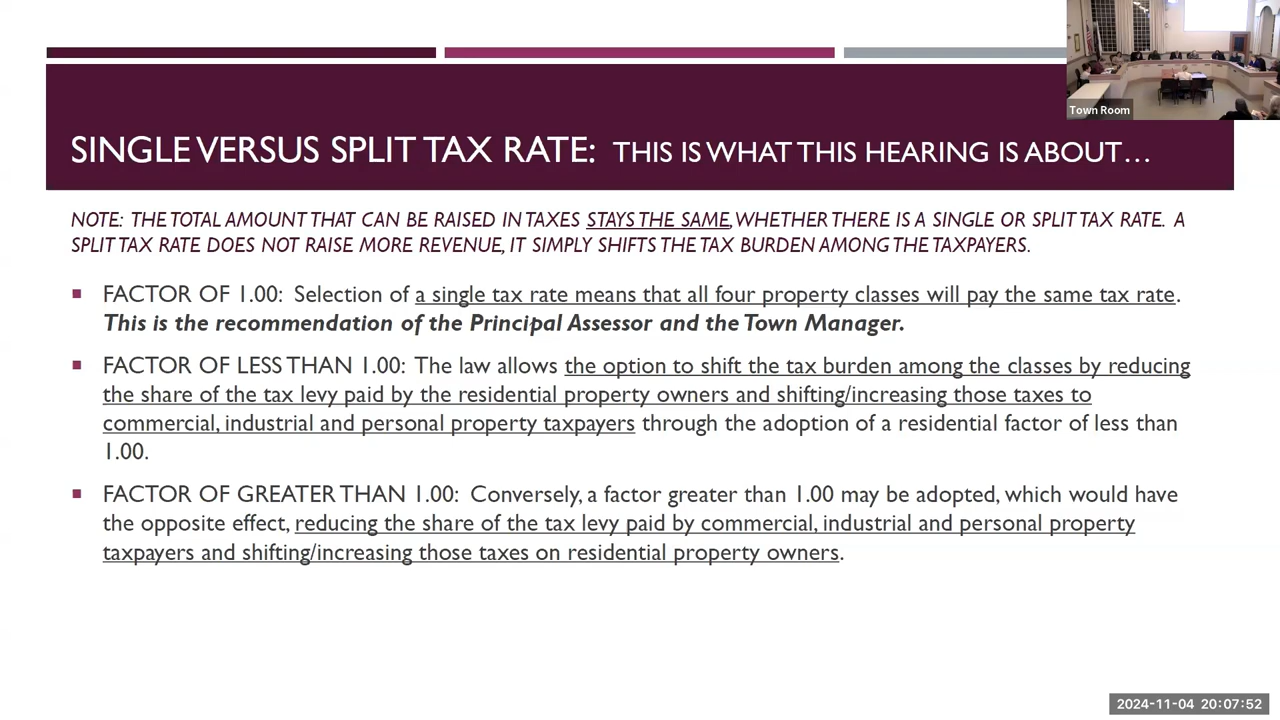 Town Room
SINGLE VERSUS SPLIT TAX RATE: THIS IS WHAT THIS HEARING IS ABOUT…
NOTE: THE TOTAL AMOUNT THAT CAN BE RAISED IN TAXES STAYS THE SAME, WHETHER THERE IS A SINGLE OR SPLIT TAX RATE. A
SPLIT TAX RATE DOES NOT RAISE MORE REVENUE, IT SIMPLY SHIFTS THE TAX BURDEN AMONG THE TAXPAYERS.
FACTOR OF 1.00: Selection of a single tax rate means that all four property classes will pay the same tax rate.
This is the recommendation of the Principal Assessor and the Town Manager.
FACTOR OF LESS THAN 1.00: The law allows the option to shift the tax burden among the classes by reducing
the share of the tax levy paid by the residential property owners and shifting/increasing those taxes to
commercial, industrial and personal property taxpayers through the adoption of a residential factor of less than
1.00.
FACTOR OF GREATER THAN 1.00: Conversely, a factor greater than 1.00 may be adopted, which would have
the opposite effect, reducing the share of the tax levy paid by commercial, industrial and personal property
taxpayers and shifting/increasing those taxes on residential property owners.
2024-11-04 20:07:52